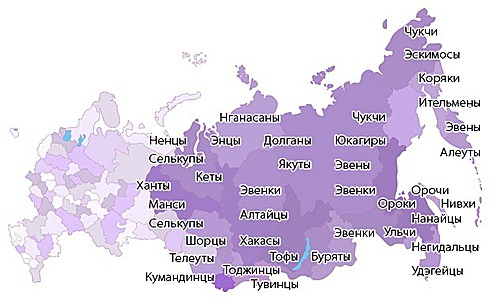 Чукчи
Эскимосы
Коряки
Нганасаны
Чукчи
Ительмены
Ненцы
Энцы
Долганы
Юкагиры
Эвены
Селькупы
Якуты
Эвены
Алеуты
Ханты
Кеты
Эвенки
Эвенки
Орочи
Манси
Алтайцы
Ороки
Нивхи
Селькупы
Нанайцы
Шорцы
Хакасы
Эвенки
Ульчи
Негидальцы
Телеуты
Тофы
Буряты
Кумандинцы
Тоджинцы
Удэгейцы
Тувинцы